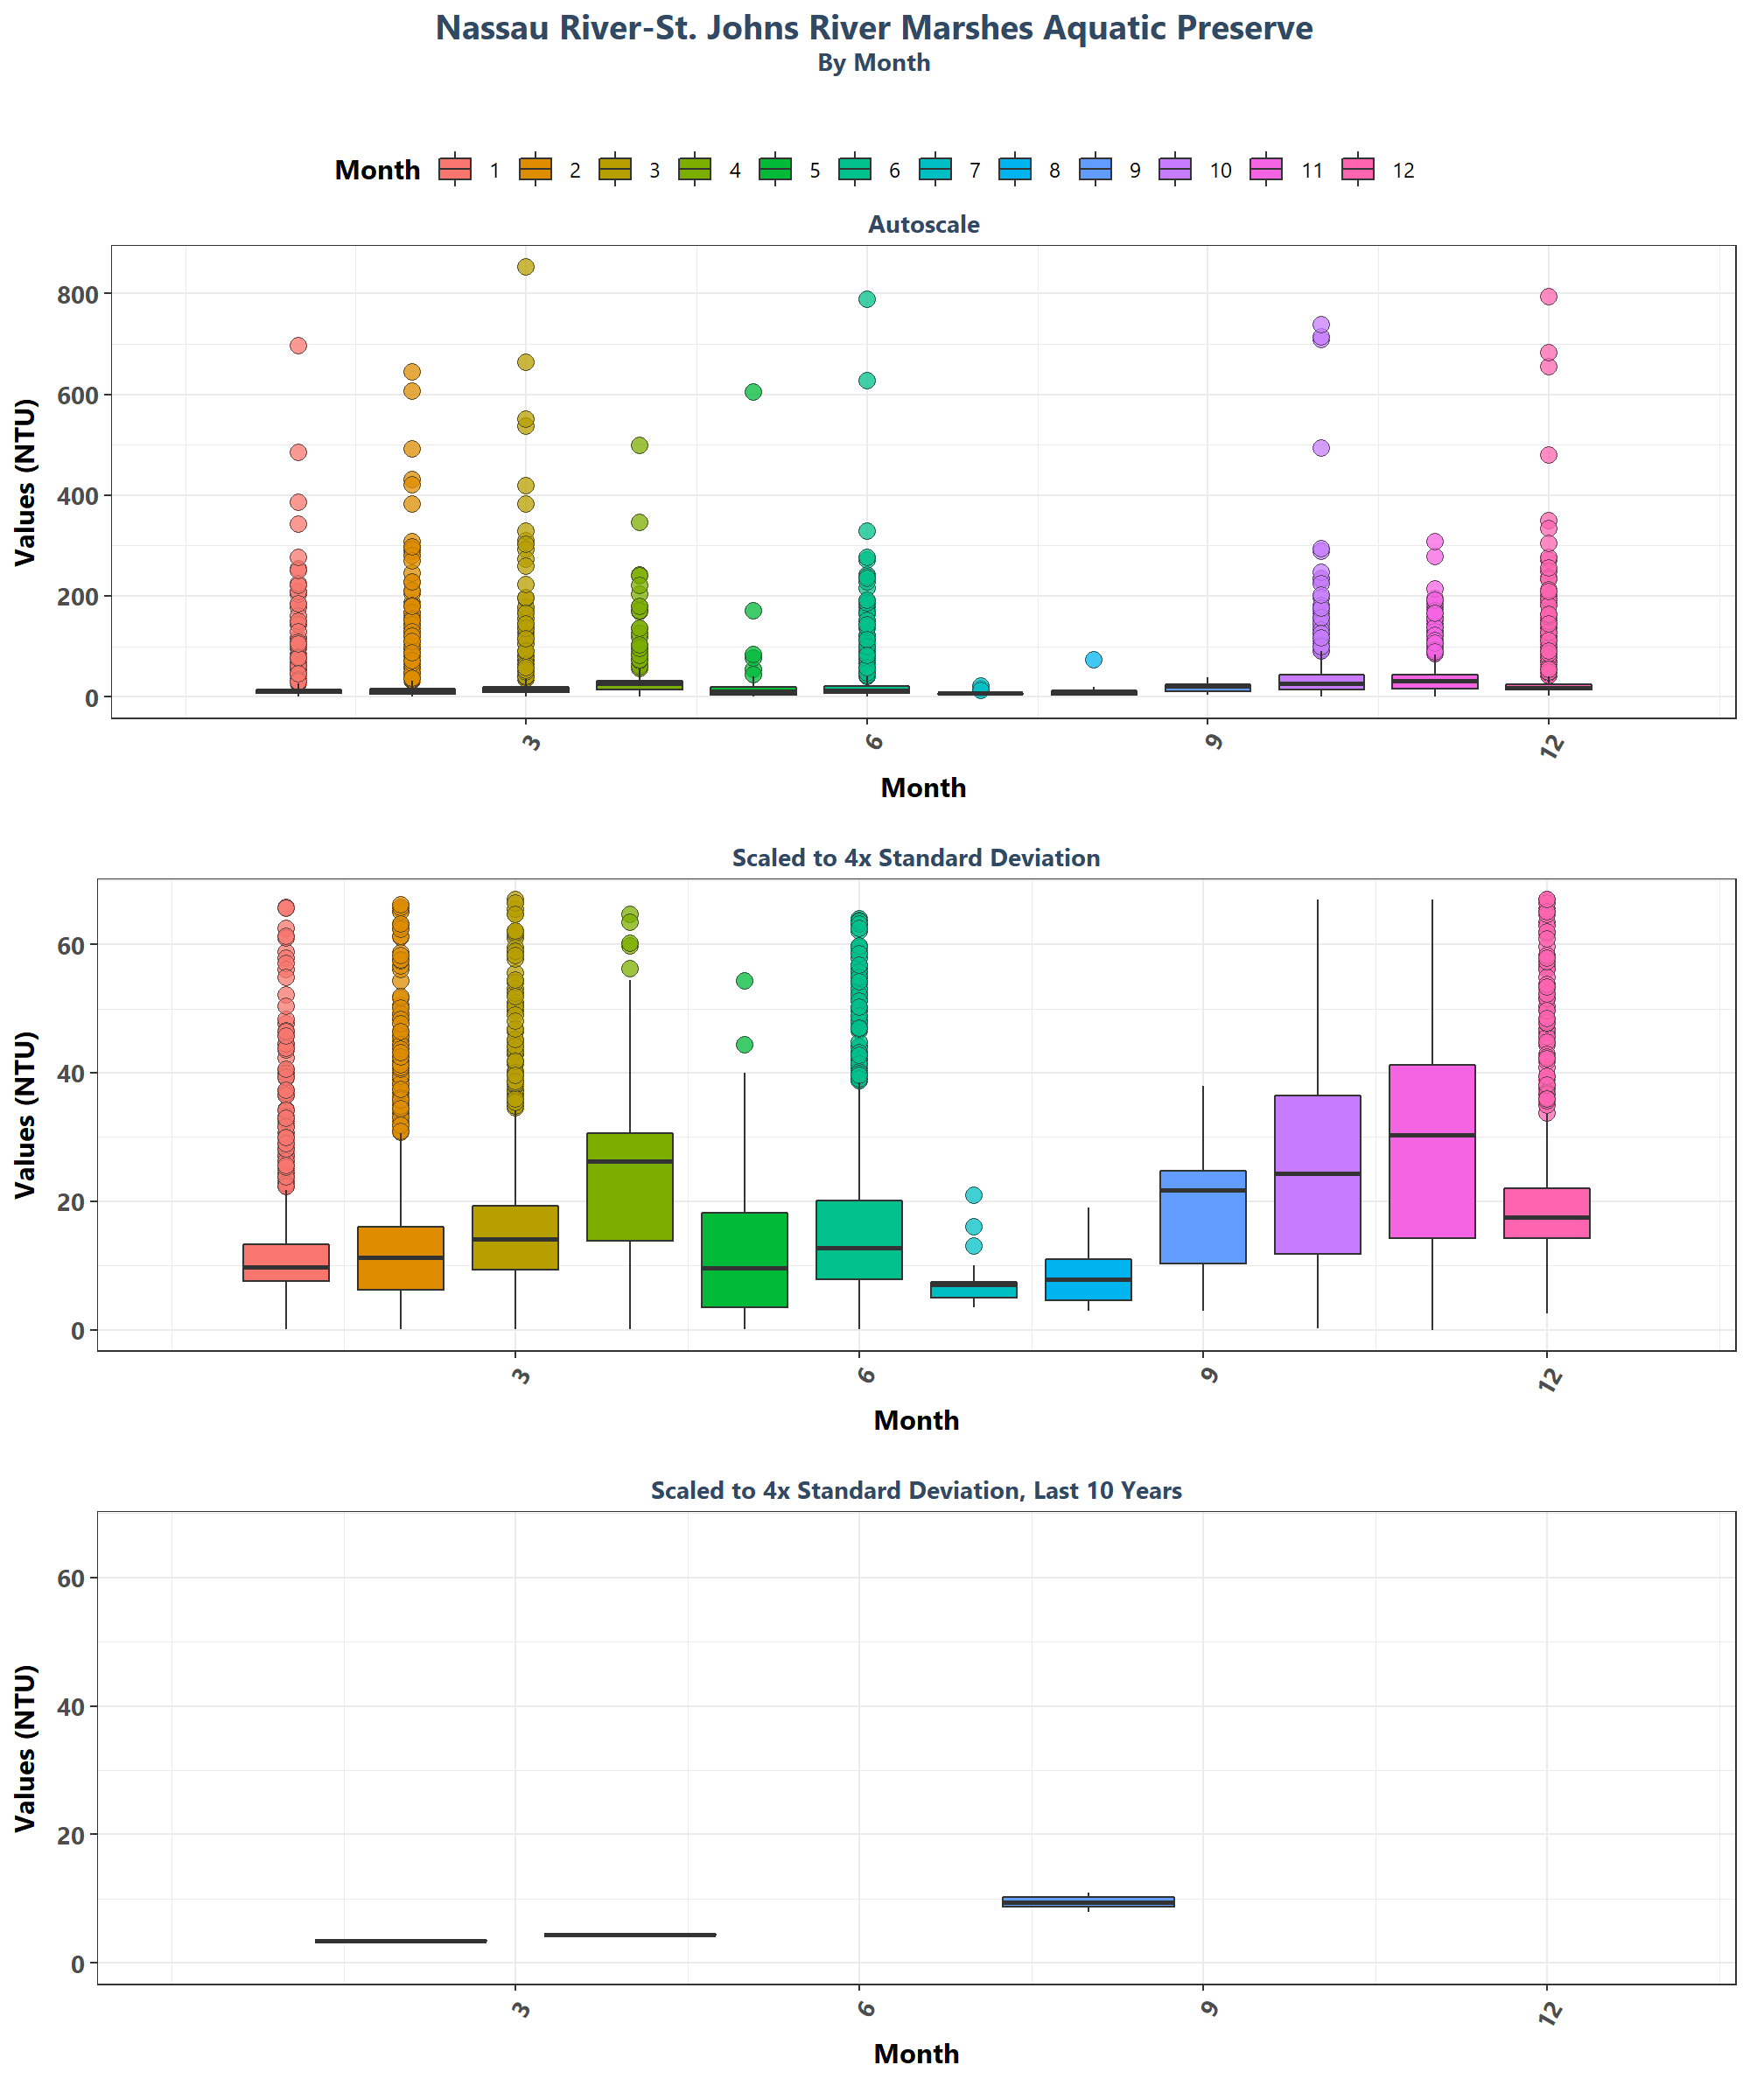 Nassau River-St. Johns River Marshes Aquatic Preserve
By Month
Month 1 2 3 4 5 6 7 8 9 10 11 12
Autoscale
Values (NTU)
800
600
400
200
0
3 6 9 12
Month
Scaled to 4x Standard Deviation
Values (NTU)
60
40
20
0
3 6 9 12
Month
Scaled to 4x Standard Deviation, Last 10 Years
Values (NTU)
60
40
20
0
3 6 9 12
Month